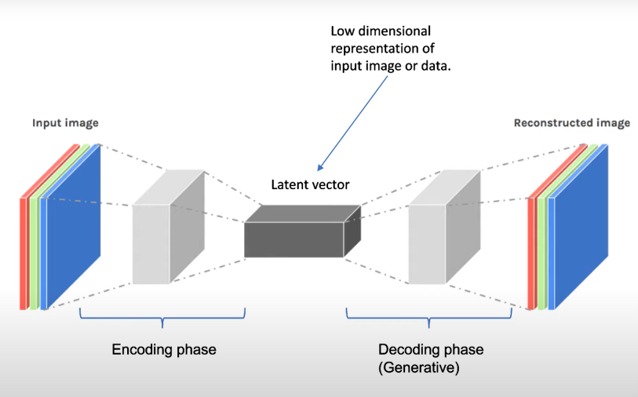 Low dimensional
representation of
input image or data.
Input image
Reconstructed image
Latent vector
Encoding phase
Decoding phase
(Generative)